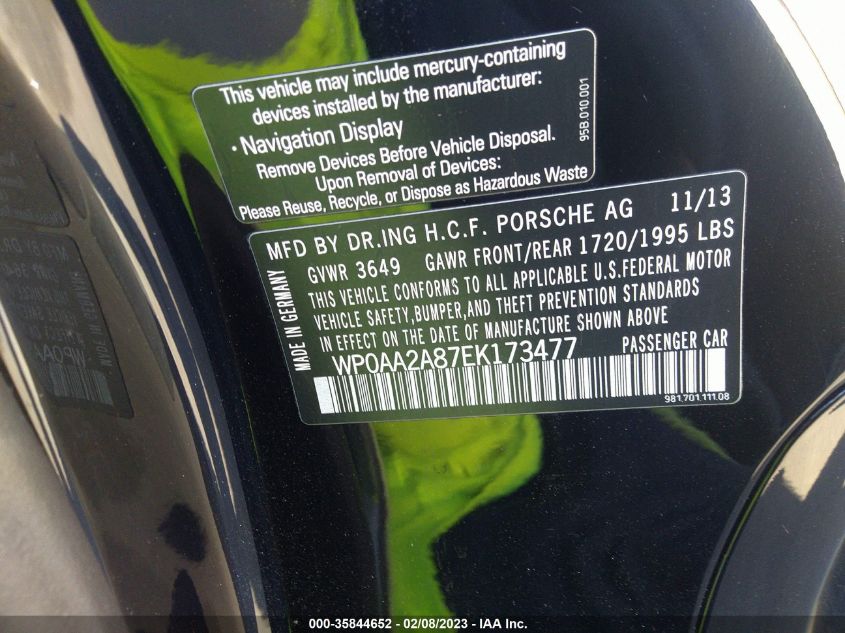 This vehicle may include mercury-containing
devices installed by the manufacturer:
• Navigation Display
Remove Devices Before Vehicle Disposal.
Upon Removal of Devices:
Please Reuse, Recycle, or Dispose as Hazardous Waste
95B.010.001
MFD BY DR.ING H.C.F. PORSCHE AG 11/13
GVWR 3649 GAWR FRONT/REAR 1720/1995 LBS
THIS VEHICLE CONFORMS TO ALL APPLICABLE U.S.FEDERAL MOTOR
VEHICLE SAFETY,BUMPER,AND THEFT PREVENTION STANDARDS
IN EFFECT ON THE DATE OF MANUFACTURE SHOWN ABOVE
MADE IN GERMANY
WP0AA2A87EK173477 PASSENGER CAR
981.701.111.08
000-35844652 - 02/08/2023 - IAA Inc.